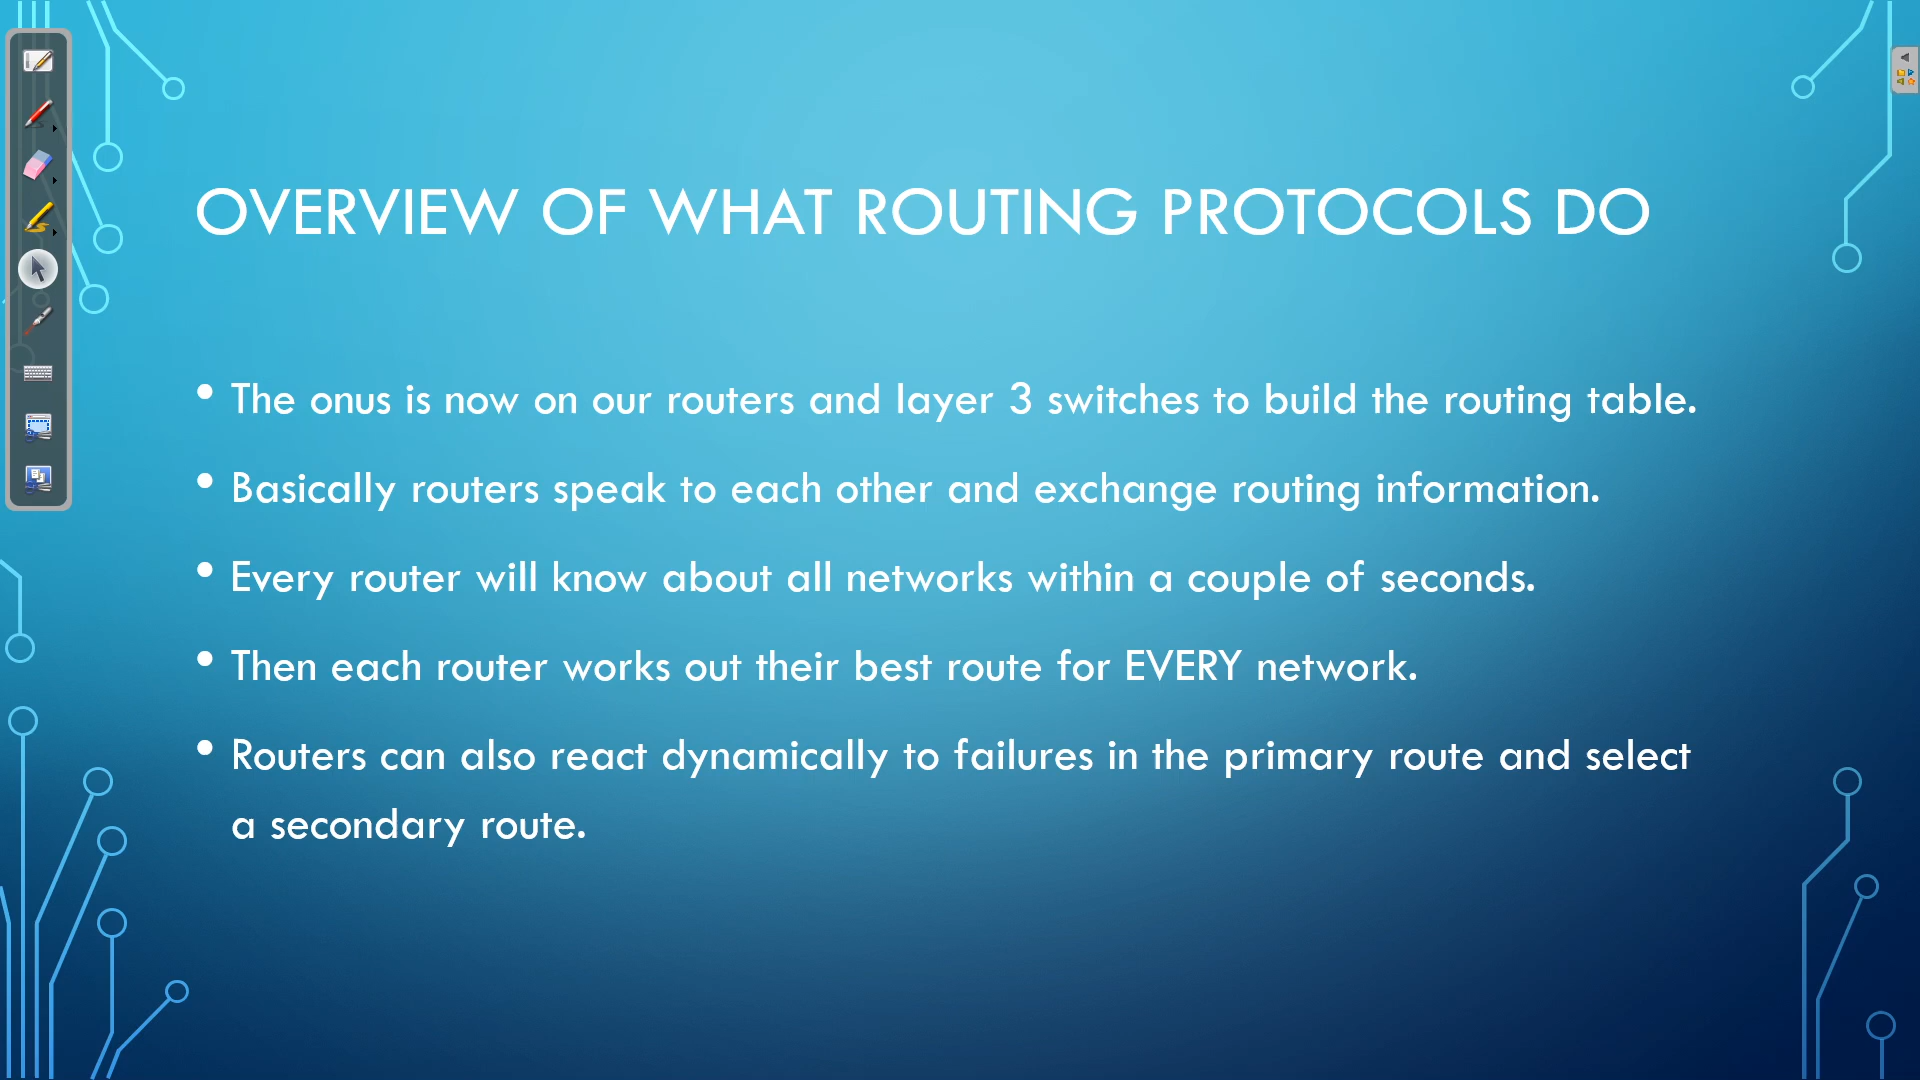 OVERVIEW OF WHAT ROUTING PROTOCOLS DO
• The onus is now on our routers and layer 3 switches to build the routing table.
• Basically routers speak to each other and exchange routing information.
• Every router will know about all networks within a couple of seconds.
• Then each router works out their best route for EVERY network.
• Routers can also react dynamically to failures in the primary route and select
a secondary route.